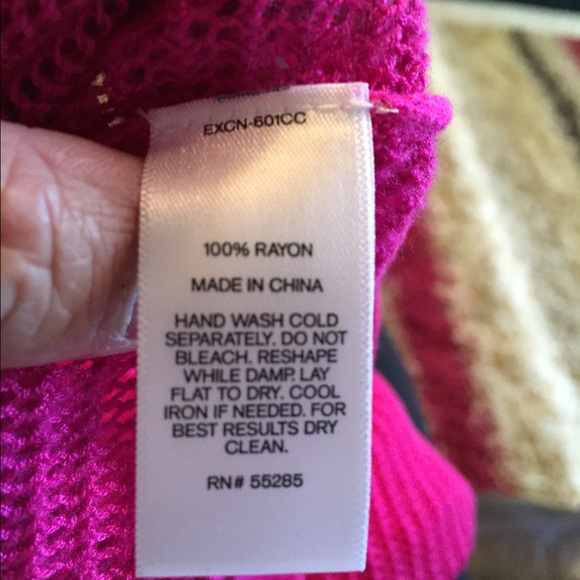 EXCN-601CC
100% RAYON
MADE IN CHINA
HAND WASH COLD
SEPARATELY. DO NOT
BLEACH. RESHAPE
WHILE DAMP. LAY
FLAT TO DRY. COOL
IRON IF NEEDED. FOR
BEST RESULTS DRY
CLEAN.
RN# 55285